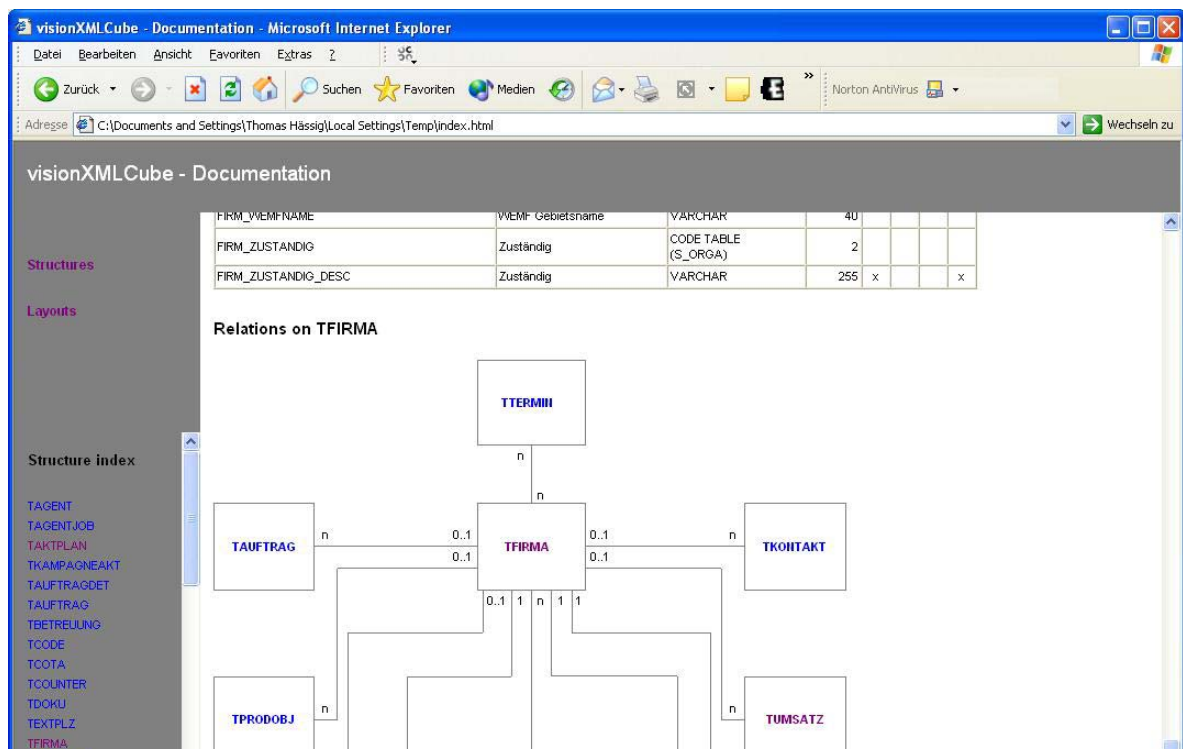 visionXMLCube - Documentation - Microsoft Internet Explorer
Datei Bearbeiten Ansicht Favoriten Extras ?
Zurück Suchen Favoriten Medien Norton AntiVirus
Adresse C:\Documents and Settings\Thomas Hässig\Local Settings\Temp\index.html Wechseln zu
visionXMLCube - Documentation
Structures
Layouts
Structure index
TAGENT
TAGENTJOB
TAKTPLAN
TKAMPAGNEAKT
TAUFTRAGDET
TAUFTRAG
TBETREUUNG
TCODE
TCOTA
TCOUNTER
TDOKU
TEXTPLZ
TFIRMA
FIRM_WEMFNAME WEMF Gebietsname VARCHAR 40
FIRM_ZUSTANDIG Zuständig CODE TABLE (S_ORGA) 2
FIRM_ZUSTANDIG_DESC Zuständig VARCHAR 255 x x
Relations on TFIRMA
TTERMIN
n
n
TAUFTRAG n 0..1 TFIRMA 0..1 n TKONTAKT
0..1 0..1
0..1 1 n 1 1
TPRODOBJ n n TUMSATZ